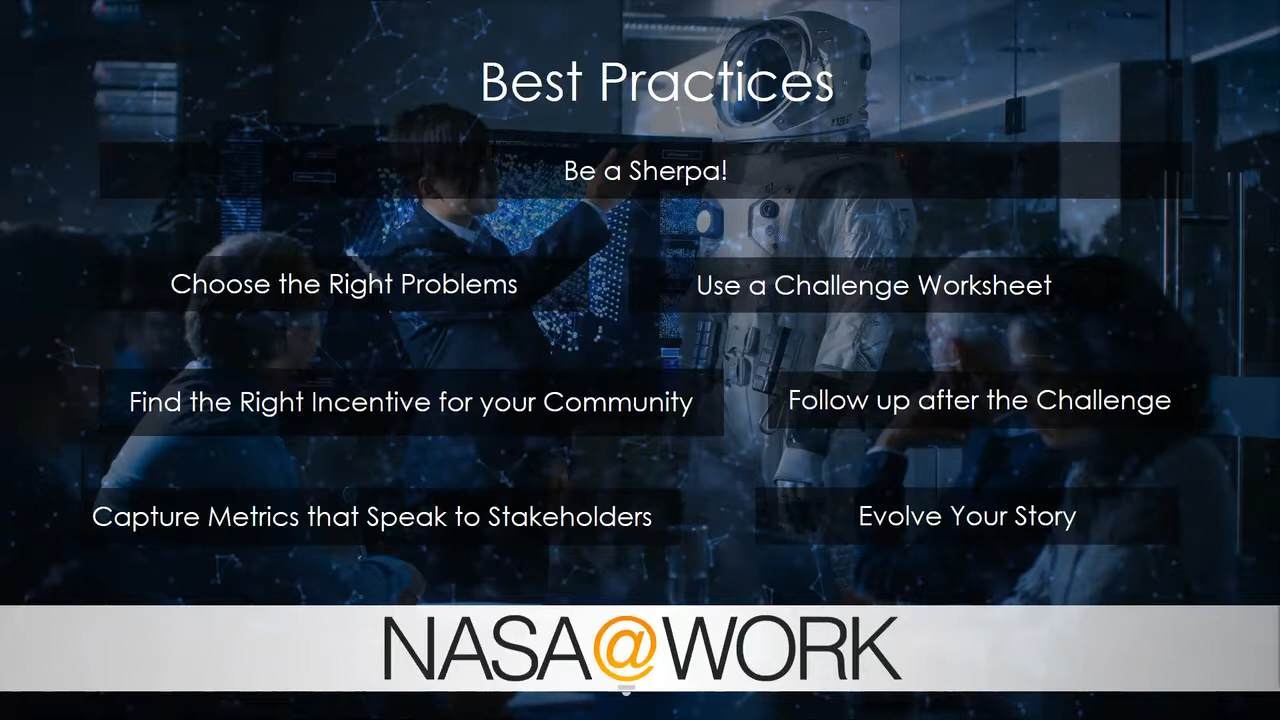 Best Practices
Be a Sherpa!
Choose the Right Problems
Use a Challenge Worksheet
Find the Right Incentive for your Community
Follow up after the Challenge
Capture Metrics that Speak to Stakeholders
Evolve Your Story
NASA@WORK